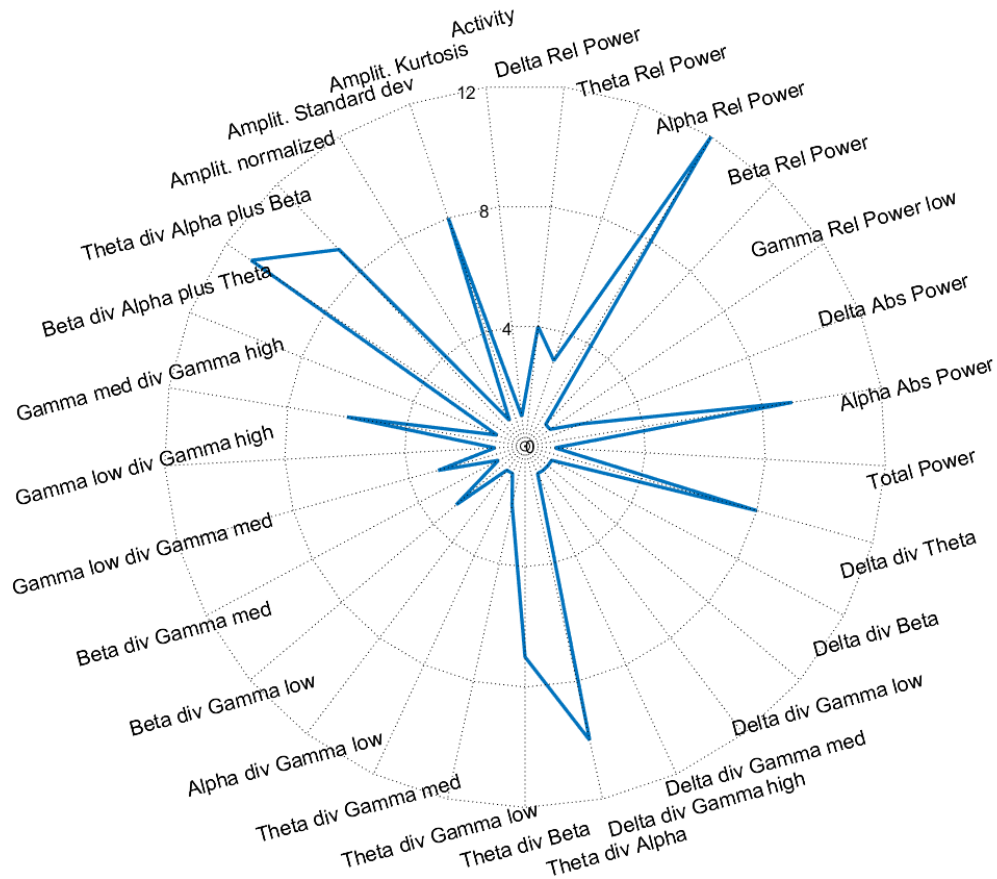 Activity
Amplit. Kurtosis
Amplit. Standard dev
Amplit. normalized
Theta div Alpha plus Beta
Beta div Alpha plus Theta
Gamma med div Gamma high
Gamma low div Gamma high
Gamma low div Gamma med
Beta div Gamma med
Beta div Gamma low
Alpha div Gamma low
Theta div Gamma med
Theta div Gamma low
Theta div Beta
Theta div Alpha
Delta div Gamma high
Delta div Gamma med
Delta div Gamma low
Delta div Beta
Delta div Theta
Total Power
Alpha Abs Power
Delta Abs Power
Gamma Rel Power low
Beta Rel Power
Alpha Rel Power
Theta Rel Power
Delta Rel Power
12
8
4
0